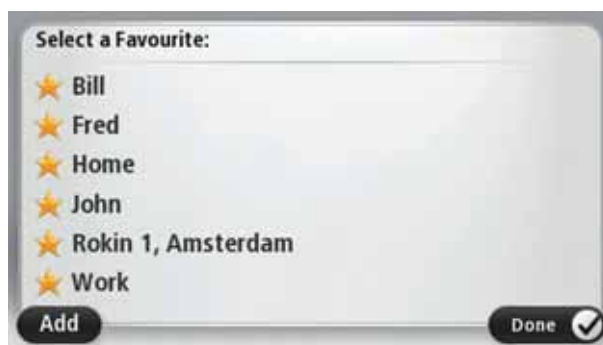 Select a Favourite:
Bill
Fred
Home
John
Rokin 1, Amsterdam
Work
Add
Done